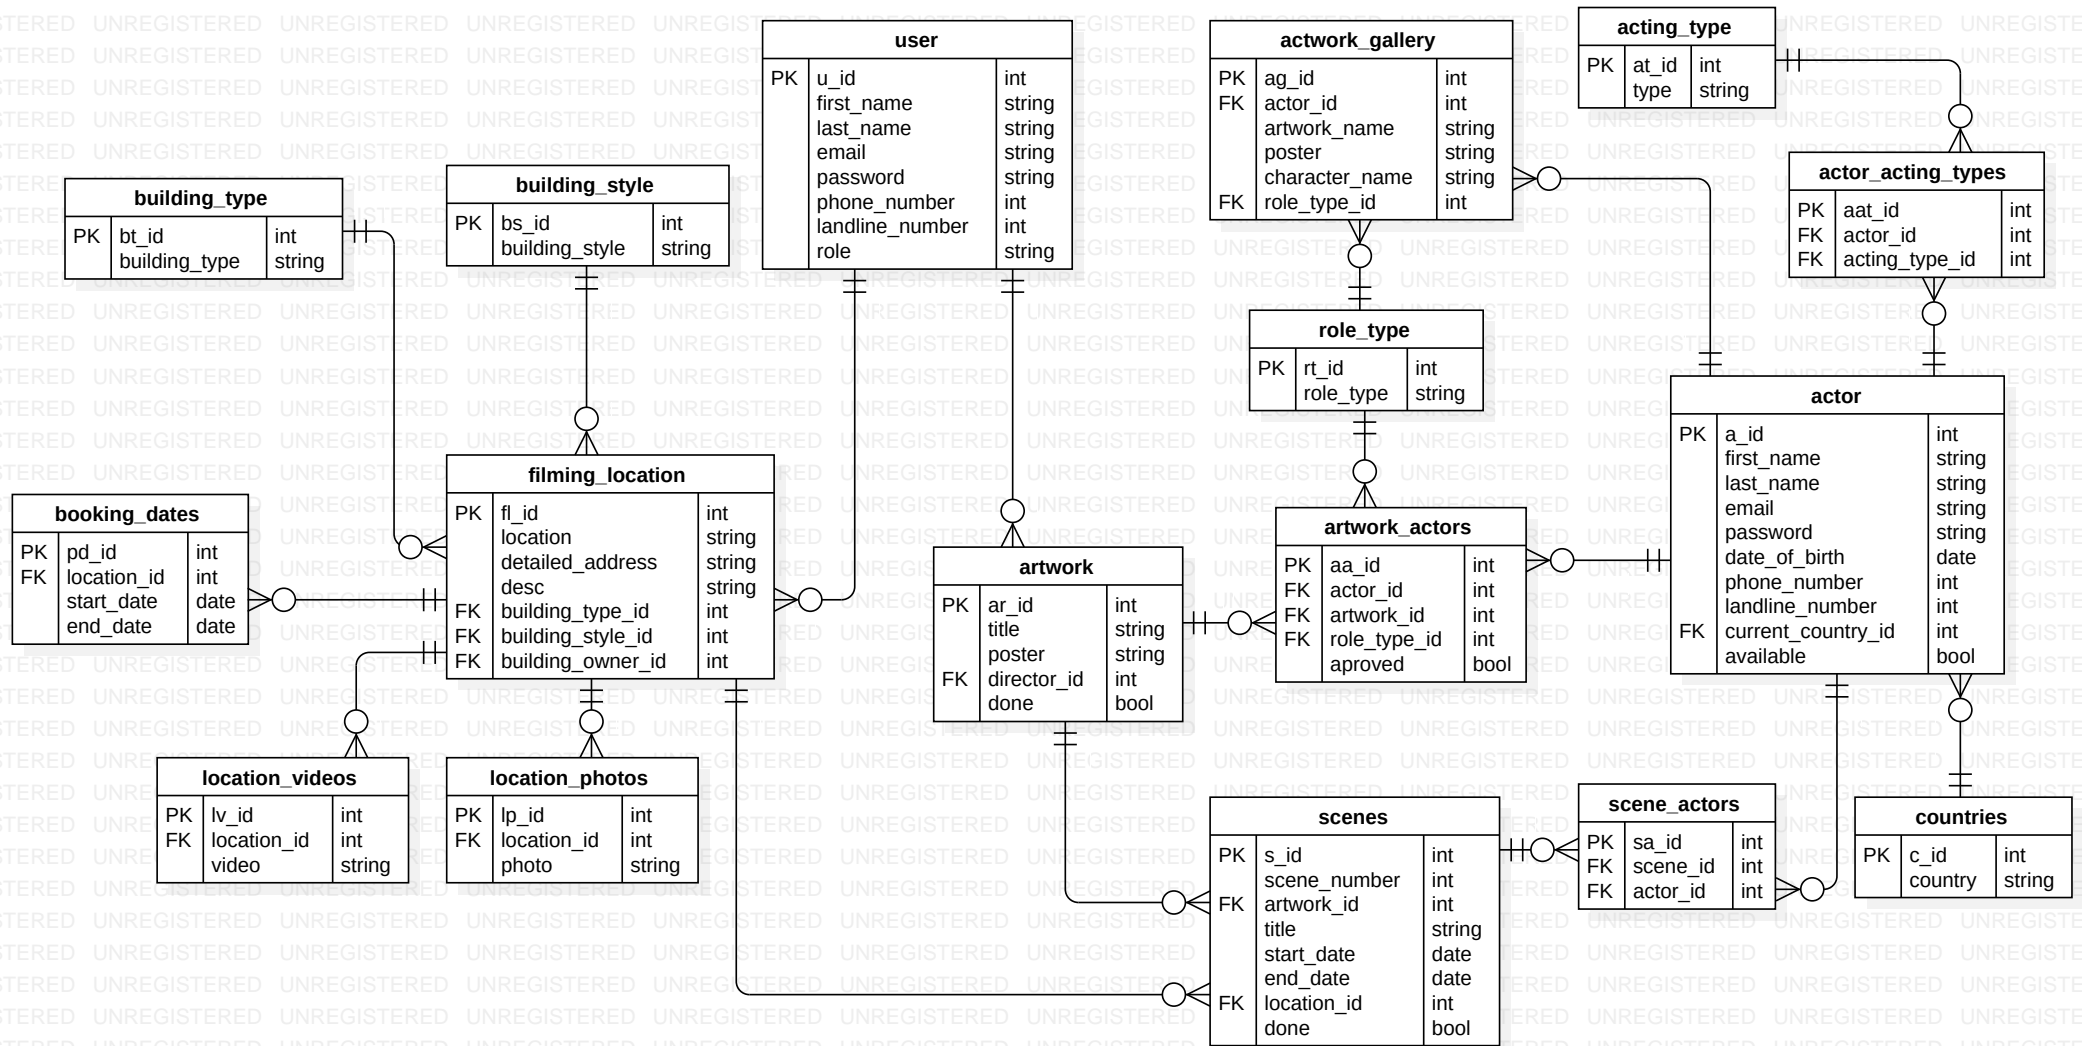 user
PK u_id int
first_name string
last_name string
email string
password string
phone_number int
landline_number int
role string
actwork_gallery
PK ag_id int
FK actor_id int
artwork_name string
poster string
character_name string
FK role_type_id int
acting_type
PK at_id int
type string
actor_acting_types
PK aat_id int
FK actor_id int
FK acting_type_id int
building_type
PK bt_id int
building_type string
building_style
PK bs_id int
building_style string
role_type
PK rt_id int
role_type string
actor
PK a_id int
first_name string
last_name string
email string
password string
date_of_birth date
phone_number int
landline_number int
FK current_country_id int
available bool
filming_location
PK fl_id int
location string
detailed_address string
desc string
FK building_type_id int
FK building_style_id int
FK building_owner_id int
booking_dates
PK pd_id int
FK location_id int
start_date date
end_date date
artwork
PK ar_id int
title string
poster string
FK director_id int
done bool
artwork_actors
PK aa_id int
FK actor_id int
FK artwork_id int
FK role_type_id int
aproved bool
location_videos
PK lv_id int
FK location_id int
video string
location_photos
PK lp_id int
FK location_id int
photo string
scenes
PK s_id int
scene_number int
FK artwork_id int
title string
start_date date
end_date date
FK location_id int
done bool
scene_actors
PK sa_id int
FK scene_id int
FK actor_id int
countries
PK c_id int
country string
UNREGISTERED